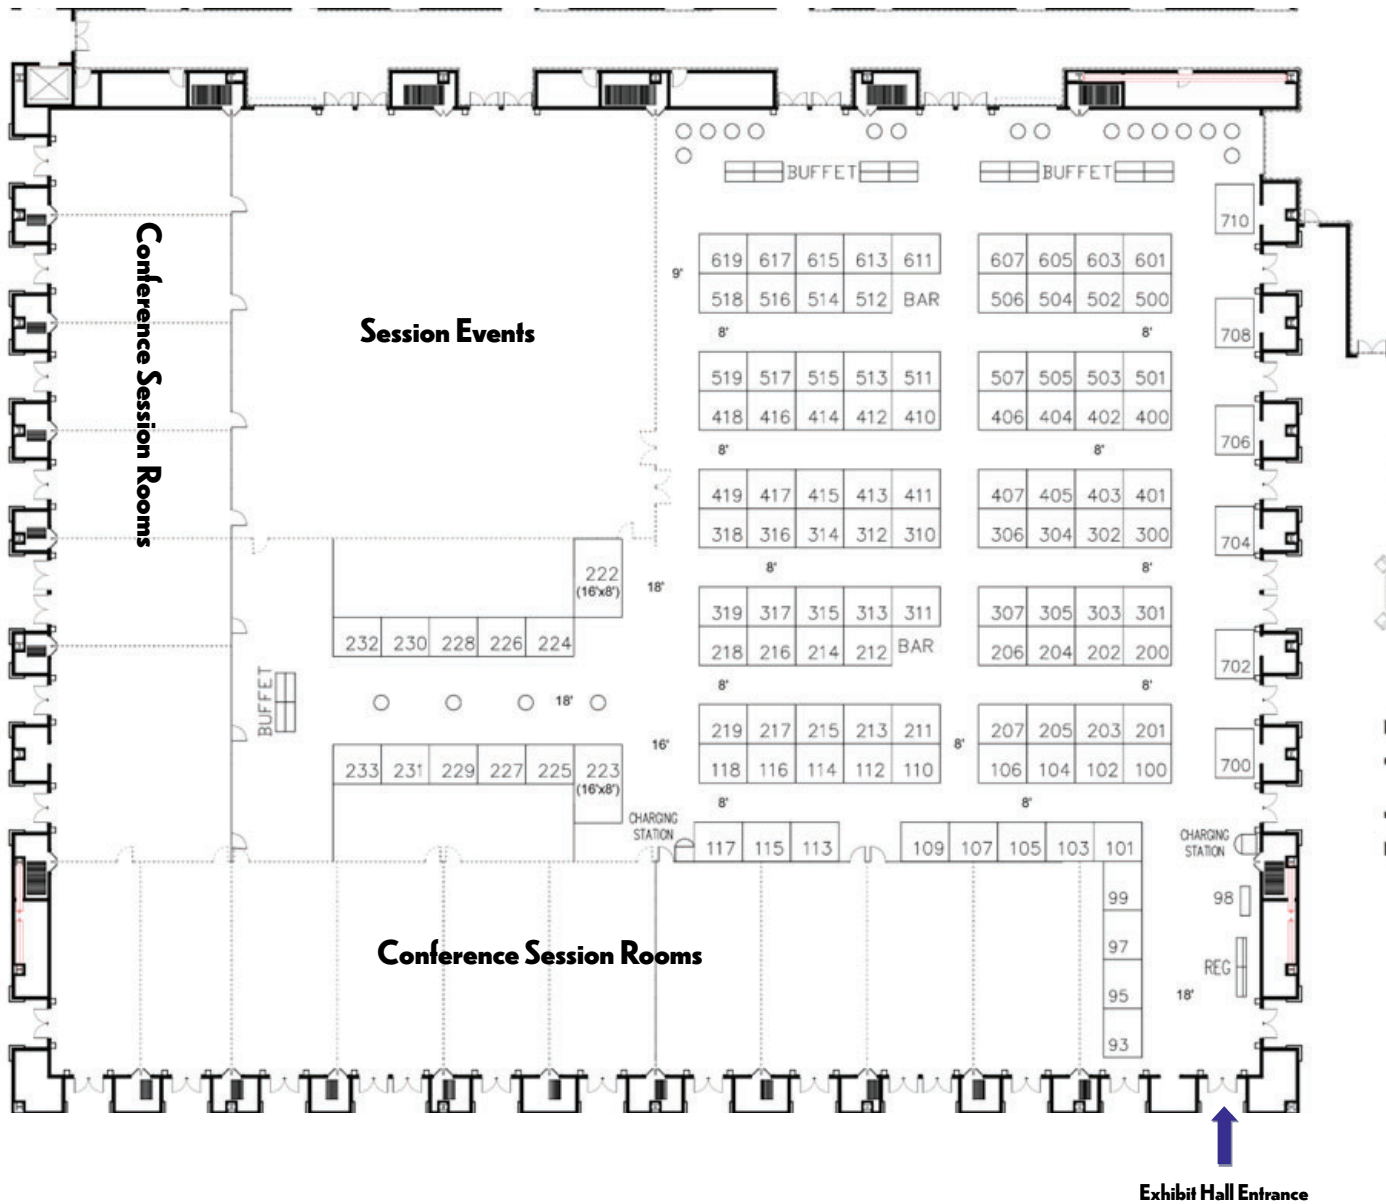 BUFFET BUFFET
710
619 617 615 613 611 607 605 603 601
9'
518 516 514 512 BAR 506 504 502 500
8' 8'
708
Conference Session Rooms
Session Events
519 517 515 513 511 507 505 503 501
418 416 414 412 410 406 404 402 400
706
8' 8'
419 417 415 413 411 407 405 403 401
318 316 314 312 310 306 304 302 300
704
8' 8'
222
(16'x8')
18'
319 317 315 313 311 307 305 303 301
232 230 228 226 224
218 216 214 212 BAR 206 204 202 200
702
8' 8'
BUFFET
18'
219 217 215 213 211 207 205 203 201
16' 8'
233 231 229 227 225 223
(16'x8')
118 116 114 112 110 106 104 102 100
700
8' 8'
CHARGING
STATION
117 115 113 109 107 105 103 101
CHARGING
STATION
99
98
97
REG
95
18'
93
Conference Session Rooms
Exhibit Hall Entrance